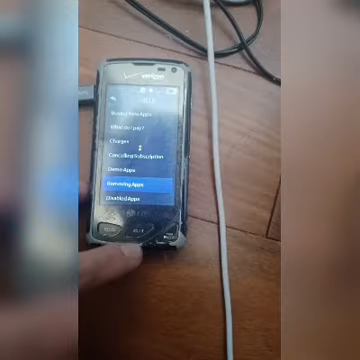 verizon
Buying New Apps
What do I pay?
Charges
Cancelling Subscription
Demo Apps
Removing Apps
Disabled Apps